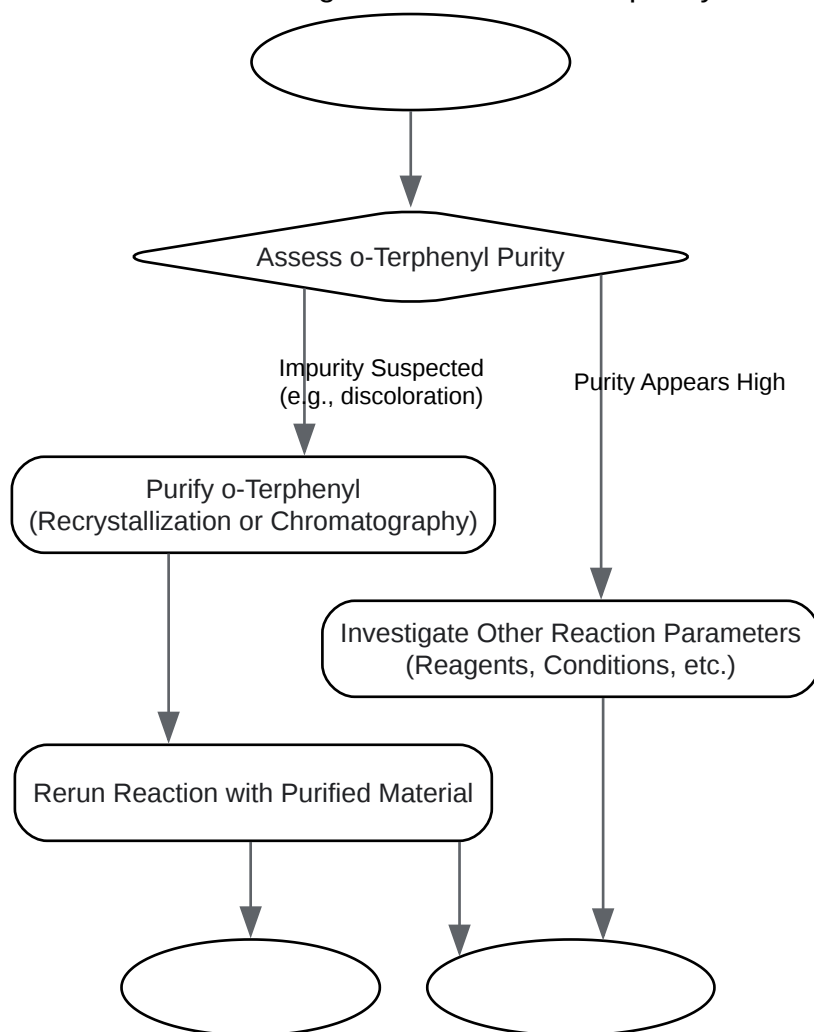 Assess o-Terphenyl Purity
Impurity Suspected
(e.g., discoloration)
Purity Appears High
Purify o-Terphenyl
(Recrystallization or Chromatography)
Investigate Other Reaction Parameters
(Reagents, Conditions, etc.)
Rerun Reaction with Purified Material